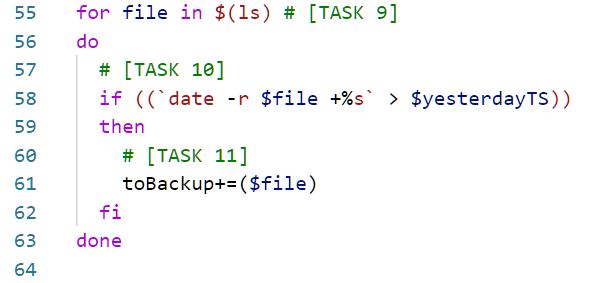 55 for file in $(ls) # [TASK 9]
56 do
57   # [TASK 10]
58   if ((`date -r $file +%s` > $yesterdayTS))
59   then
60     # [TASK 11]
61     toBackup+=($file)
62   fi
63 done
64